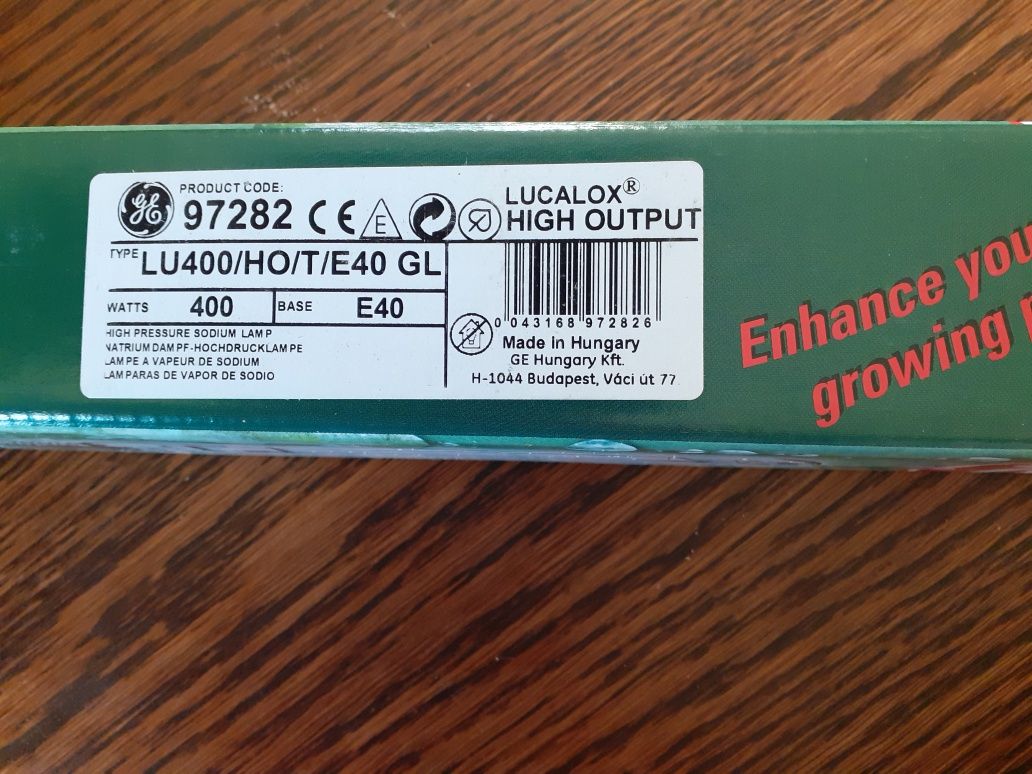 GE
PRODUCT CODE:
97282 CE E
LUCALOX®
HIGH OUTPUT
TYPE LU400/HO/T/E40 GL
WATTS 400 BASE E40
HIGH PRESSURE SODIUM LAMP
NATRIUMDAMPF-HOCHDRUCKLAMPE
LAMPE A VAPEUR DE SODIUM
LAMPARAS DE VAPOR DE SODIO
0 043168 972826
Made in Hungary
GE Hungary Kft.
H-1044 Budapest, Váci út 77.
Enhance you
growing